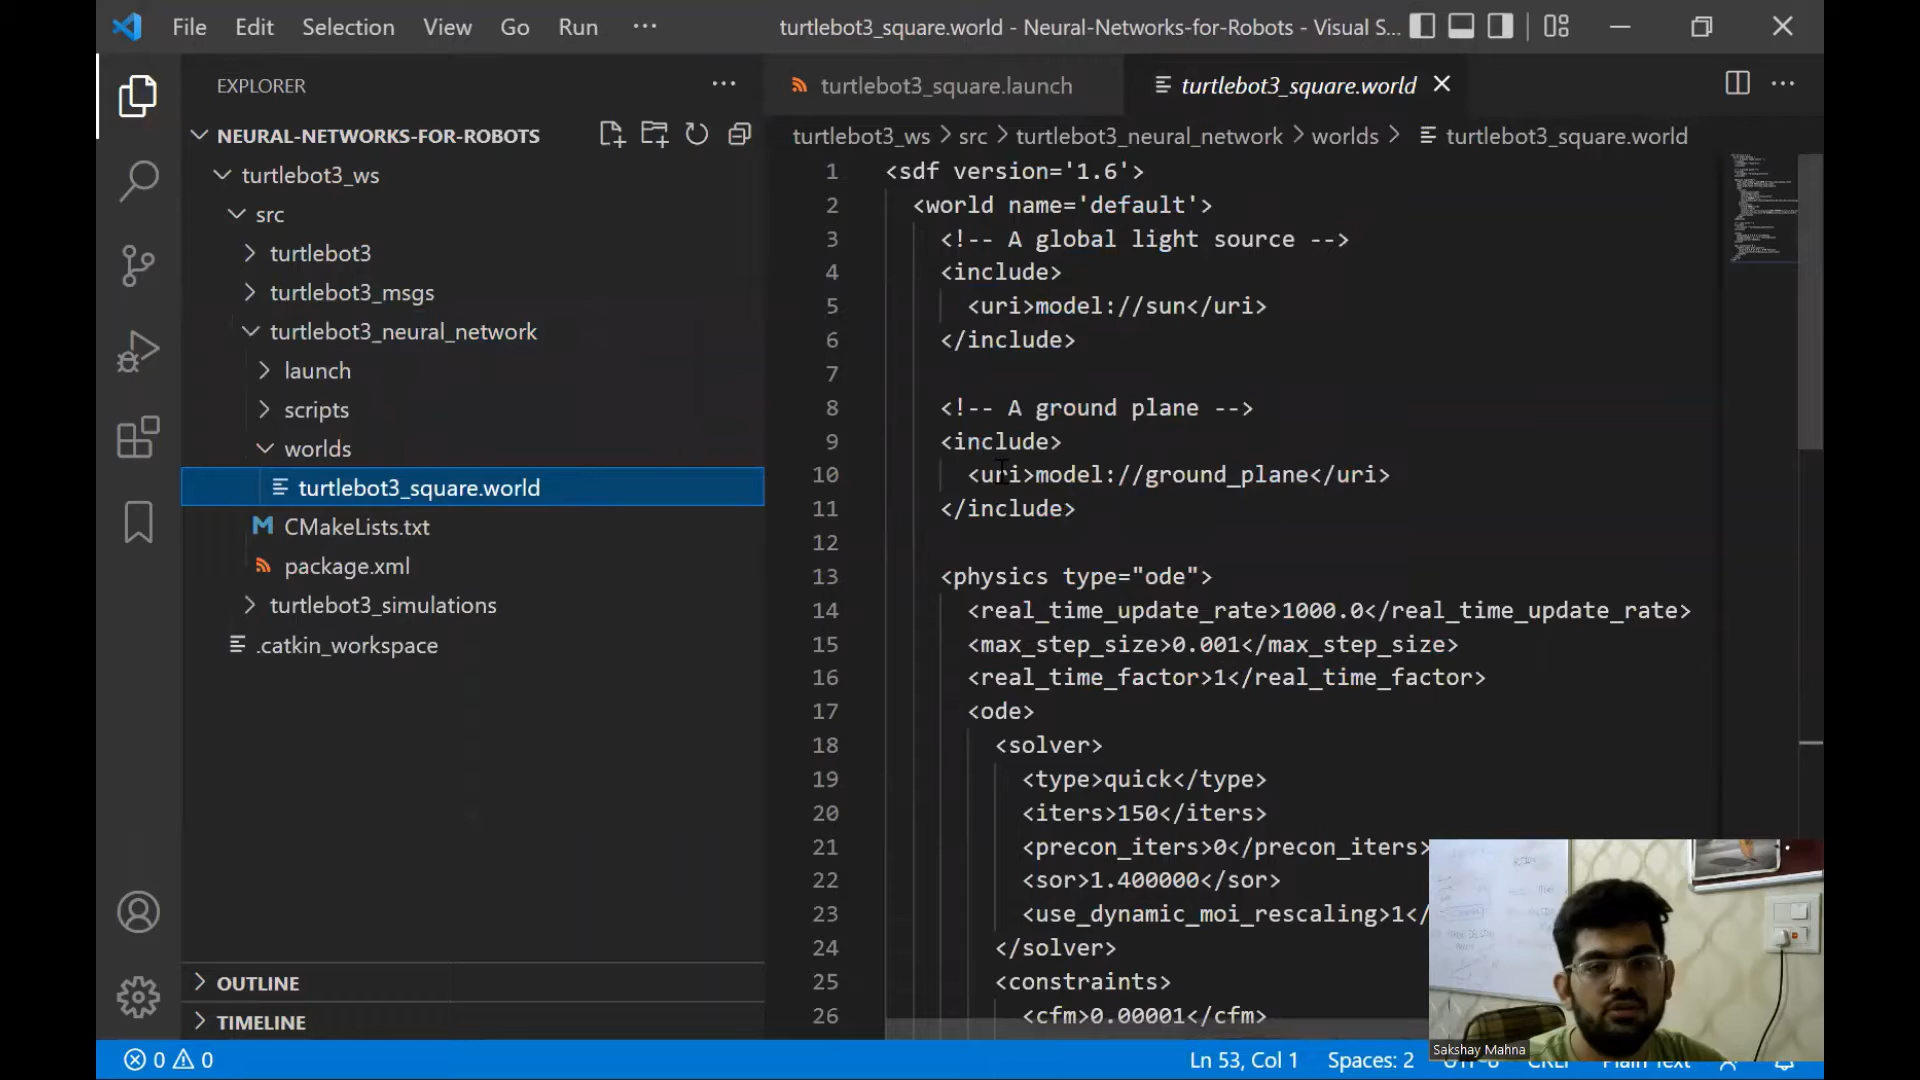 File Edit Selection View Go Run ··· turtlebot3_square.world - Neural-Networks-for-Robots - Visual S...
EXPLORER ···
NEURAL-NETWORKS-FOR-ROBOTS
turtlebot3_ws
src
turtlebot3
turtlebot3_msgs
turtlebot3_neural_network
launch
scripts
worlds
turtlebot3_square.world
CMakeLists.txt
package.xml
turtlebot3_simulations
.catkin_workspace
OUTLINE
TIMELINE
turtlebot3_square.launch turtlebot3_square.world
turtlebot3_ws > src > turtlebot3_neural_network > worlds > turtlebot3_square.world
1 <sdf version='1.6'>
2 <world name='default'>
3 <!-- A global light source -->
4 <include>
5 <uri>model://sun</uri>
6 </include>
7
8 <!-- A ground plane -->
9 <include>
10 <uri>model://ground_plane</uri>
11 </include>
12
13 <physics type="ode">
14 <real_time_update_rate>1000.0</real_time_update_rate>
15 <max_step_size>0.001</max_step_size>
16 <real_time_factor>1</real_time_factor>
17 <ode>
18 <solver>
19 <type>quick</type>
20 <iters>150</iters>
21 <precon_iters>0</precon_iters>
22 <sor>1.400000</sor>
23 <use_dynamic_moi_rescaling>1</
24 </solver>
25 <constraints>
26 <cfm>0.00001</cfm>
Sakshay Mahna
0 0 Ln 53, Col 1 Spaces: 2 UTF-8 CRLF Plain Text